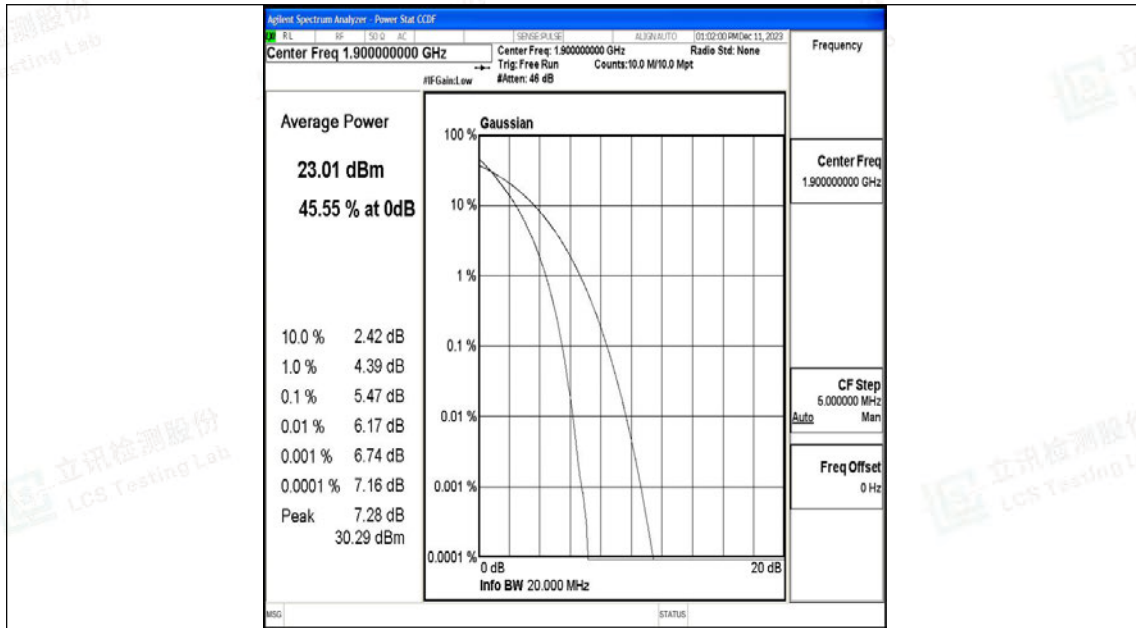 Agilent Spectrum Analyzer - Power Stat CCDF
RL RF 50 Ω AC SENSE:PULSE ALIGNAUTO 01:02:00 PM Dec 11, 2023
Center Freq 1.900000000 GHz
Center Freq: 1.900000000 GHz Radio Std: None
Trig: Free Run Counts:10.0 M/10.0 Mpt
#IFGain:Low #Atten: 46 dB
Frequency
Average Power
23.01 dBm
45.55 % at 0dB
10.0 % 2.42 dB
1.0 % 4.39 dB
0.1 % 5.47 dB
0.01 % 6.17 dB
0.001 % 6.74 dB
0.0001 % 7.16 dB
Peak 7.28 dB
30.29 dBm
Gaussian
100 %
10 %
1 %
0.1 %
0.01 %
0.001 %
0.0001 %
0 dB 20 dB
Info BW 20.000 MHz
Center Freq
1.900000000 GHz
CF Step
5.000000 MHz
Auto Man
Freq Offset
0 Hz
MSG STATUS
立讯检测股份
LCS Testing Lab
立讯检测股份